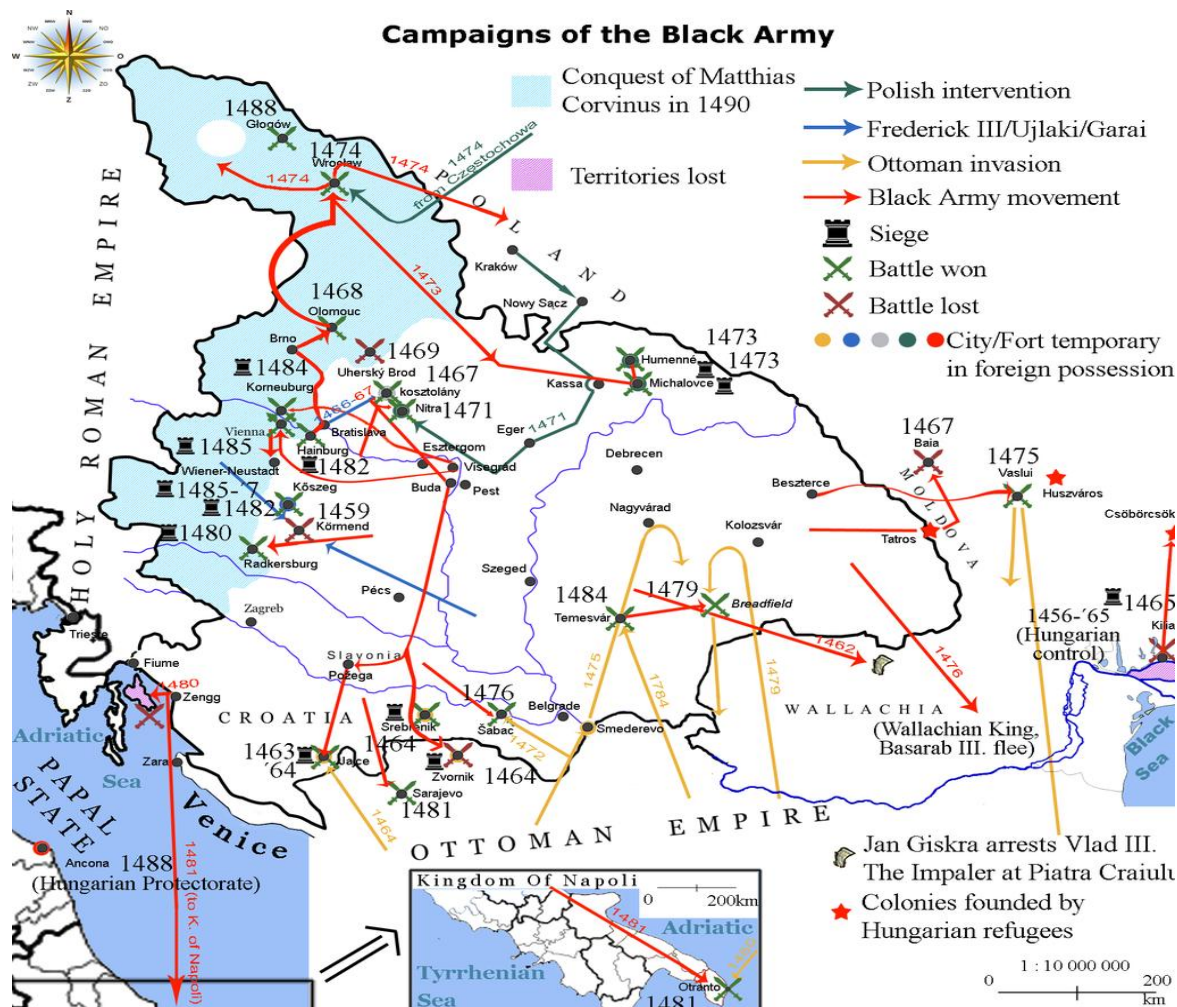 Campaigns of the Black Army
N
W
O
Z
NW
NO
SW
SO
Conquest of Matthias
Corvinus in 1490
Territories lost
Polish intervention
Frederick III/Ujlaki/Garai
Ottoman invasion
Black Army movement
Siege
Battle won
Battle lost
City/Fort temporary
in foreign possession
HOLY ROMAN EMPIRE
POLAND
1488
Głogów
1474
Wrocław
1474
1474
1474
from Częstochowa
Kraków
Nowy Sącz
1473
1468
Olomouc
Brno
1469
Uherský Brod
1484
Korneuburg
1467
kosztolány
Nitra
1471
1466-67
1473
1473
Humenné
Michalovce
Kassa
1471
Eger
Vienna
Hainburg
Bratislava
1485
Wiener-Neustadt
1482
Esztergom
Visegrád
Buda
Pest
Debrecen
1485-'7
1482
Kőszeg
1480
1459
Körmend
Radkersburg
Nagyvárad
Kolozsvár
Beszterce
1467
Baia
MOLDOVA
1475
Vaslui
Huszváros
Csöbörcsök
Tatros
Zagreb
Pécs
Szeged
1484
Temesvár
1479
Breadfield
1462
1476
1456-´65
(Hungarian
control)
1465
Kilia
Trieste
Fiume
Zengg
1480
Slavonia
Požega
CROATIA
1476
Šabac
Srebrenik
Belgrade
Smederevo
1475
1784
1479
1472
WALLACHIA
(Wallachian King,
Basarab III. flee)
Black
Sea
Adriatic
Sea
Zara
Venice
PAPAL
STATE
Ancona
1463
'64
Jajce
1464
1464
Zvornik
1464
Sarajevo
1481
OTTOMAN EMPIRE
1488
(Hungarian Protectorate)
1481 (to K. of Napoli)
Kingdom Of Napoli
0
200km
1481
Adriatic
Tyrrhenian
Sea
Otranto
1481
Jan Giskra arrests Vlad III.
The Impaler at Piatra Craiulu
Colonies founded by
Hungarian refugees
1 : 10 000 000
0
200
km